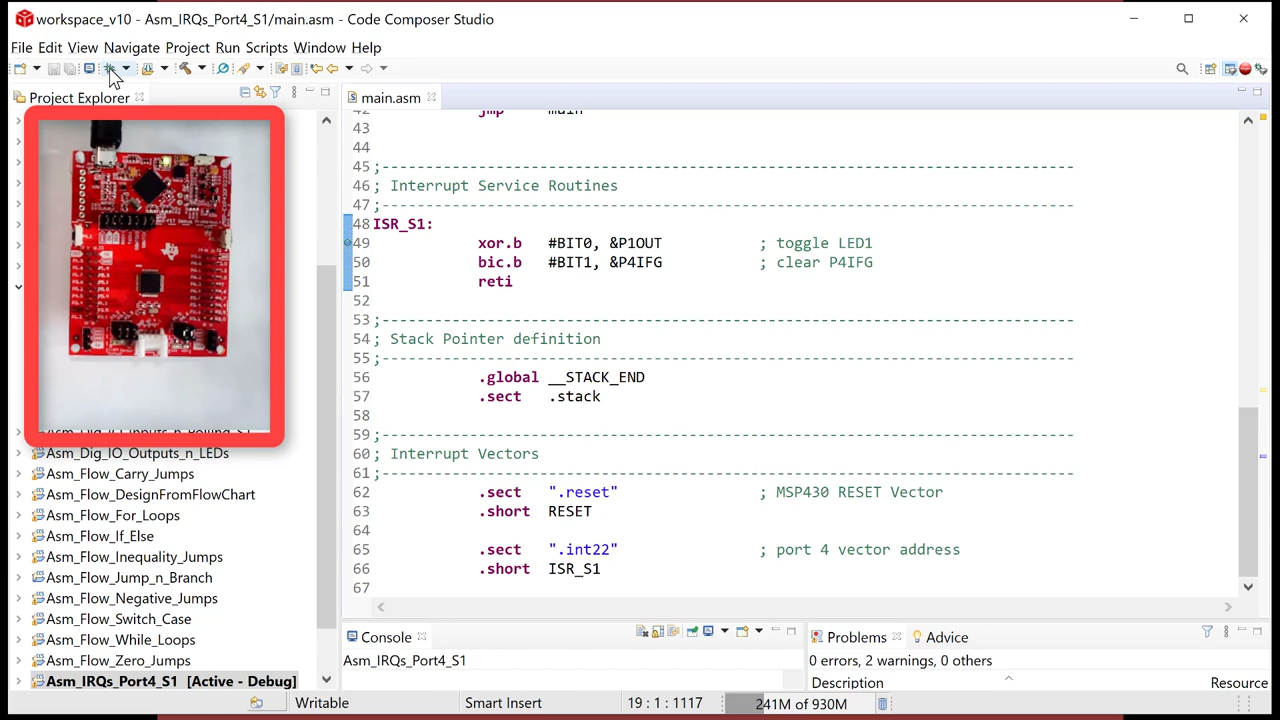 workspace_v10 - Asm_IRQs_Port4_S1/main.asm - Code Composer Studio
File Edit View Navigate Project Run Scripts Window Help
Project Explorer
main.asm
jmp main
43
44
45 ;-------------------------------------------------------------------------------
46 ; Interrupt Service Routines
47 ;-------------------------------------------------------------------------------
48 ISR_S1:
49 xor.b #BIT0, &P1OUT ; toggle LED1
50 bic.b #BIT1, &P4IFG ; clear P4IFG
51 reti
52
53 ;-------------------------------------------------------------------------------
54 ; Stack Pointer definition
55 ;-------------------------------------------------------------------------------
56 .global __STACK_END
57 .sect .stack
58
59 ;-------------------------------------------------------------------------------
60 ; Interrupt Vectors
61 ;-------------------------------------------------------------------------------
62 .sect ".reset" ; MSP430 RESET Vector
63 .short RESET
64
65 .sect ".int22" ; port 4 vector address
66 .short ISR_S1
67
Asm_Dig_IO_Outputs_n_LEDs
Asm_Flow_Carry_Jumps
Asm_Flow_DesignFromFlowChart
Asm_Flow_For_Loops
Asm_Flow_If_Else
Asm_Flow_Inequality_Jumps
Asm_Flow_Jump_n_Branch
Asm_Flow_Negative_Jumps
Asm_Flow_Switch_Case
Asm_Flow_While_Loops
Asm_Flow_Zero_Jumps
Asm_IRQs_Port4_S1 [Active - Debug]
Console
Asm_IRQs_Port4_S1
Problems Advice
0 errors, 2 warnings, 0 others
Description Resource
Writable Smart Insert 19 : 1 : 1117 241M of 930M